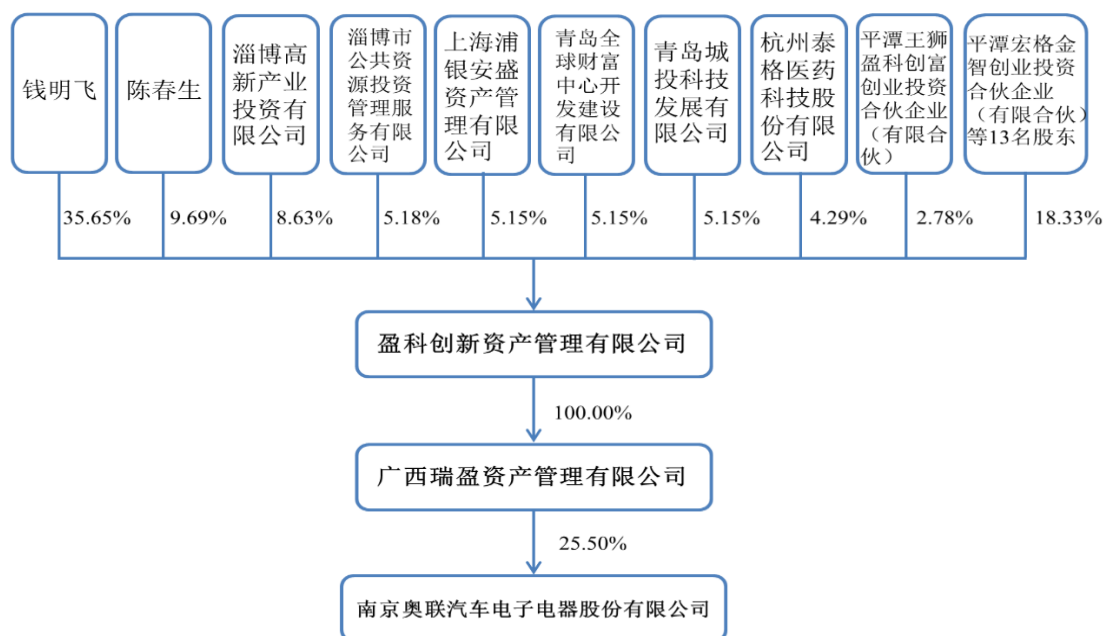 钱明飞
陈春生
淄博高
新产业
投资有
限公司
淄博市
公共资
源投资
管理服
务有限
公司
上海浦
银安盛
资产管
理有限
公司
青岛全
球财富
中心开
发建设
有限公
司
青岛城
投科技
发展有
限公司
杭州泰
格医药
科技股
份有限
公司
平潭王狮
盈科创富
创业投资
合伙企业
（有限合
伙）
平潭宏格金
智创业投资
合伙企业
（有限合伙）
等13名股东
35.65%
9.69%
8.63%
5.18%
5.15%
5.15%
5.15%
4.29%
2.78%
18.33%
盈科创新资产管理有限公司
100.00%
广西瑞盈资产管理有限公司
25.50%
南京奥联汽车电子电器股份有限公司